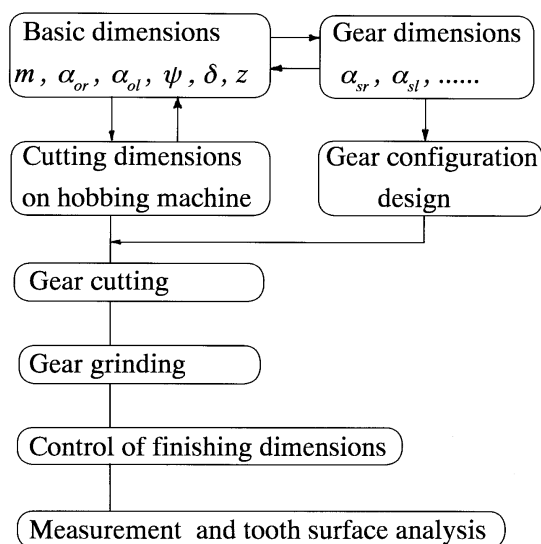 Basic dimensions
m, α_or, α_ol, ψ, δ, z
Gear dimensions
α_sr, α_sl, ......
Cutting dimensions
on hobbing machine
Gear configuration
design
Gear cutting
Gear grinding
Control of finishing dimensions
Measurement and tooth surface analysis